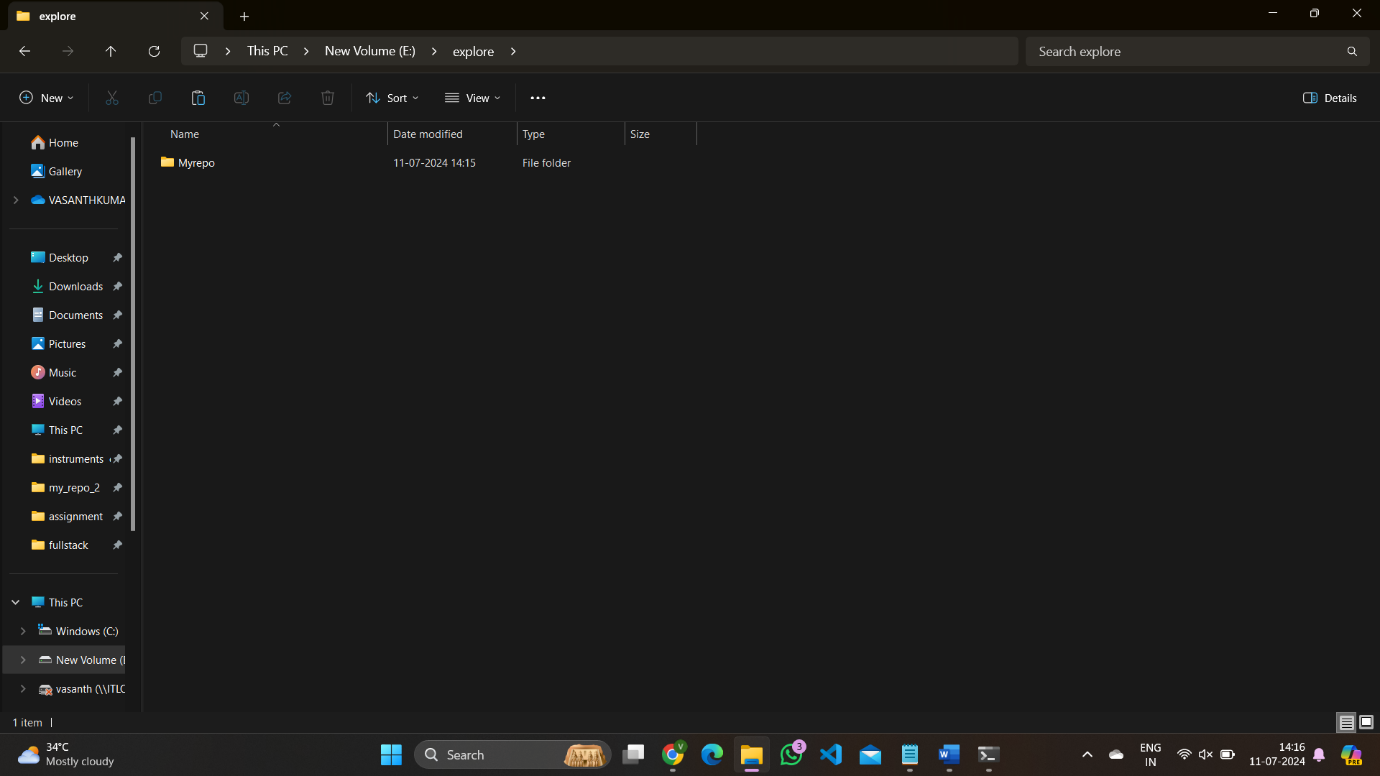 explore
This PC > New Volume (E:) > explore >
Search explore
New
Sort
View
Details
Name
Date modified
Type
Size
Myrepo
11-07-2024 14:15
File folder
Home
Gallery
VASANTHKUMA
Desktop
Downloads
Documents
Pictures
Music
Videos
This PC
instruments
my_repo_2
assignment
fullstack
This PC
Windows (C:)
New Volume (
vasanth (\\ITLC
1 item
34°C
Mostly cloudy
Search
V
3
ENG
IN
14:16
11-07-2024
PRE